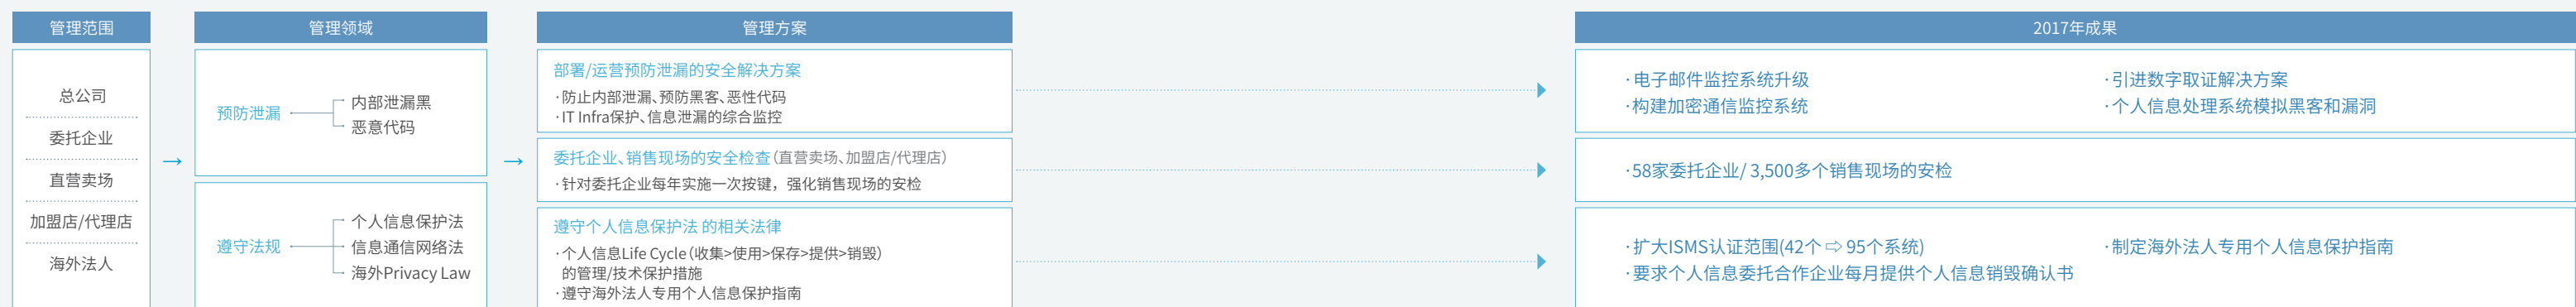 管理范围
总公司
委托企业
直营卖场
加盟店/代理店
海外法人
→
管理领域
预防泄漏
内部泄漏黑
恶意代码
遵守法规
个人信息保护法
信息通信网络法
海外Privacy Law
→
管理方案
部署/运营预防泄漏的安全解决方案
·防止内部泄漏、预防黑客、恶性代码
·IT Infra保护、信息泄漏的综合监控
委托企业、销售现场的安全检查(直营卖场、加盟店/代理店)
·针对委托企业每年实施一次按键，强化销售现场的安检
遵守个人信息保护法 的相关法律
·个人信息Life Cycle(收集>使用>保存>提供>销毁)
的管理/技术保护措施
·遵守海外法人专用个人信息保护指南
2017年成果
·电子邮件监控系统升级
·引进数字取证解决方案
·构建加密通信监控系统
·个人信息处理系统模拟黑客和漏洞
·58家委托企业/ 3,500多个销售现场的安检
·扩大ISMS认证范围(42个 ⇨ 95个系统)
·制定海外法人专用个人信息保护指南
·要求个人信息委托合作企业每月提供个人信息销毁确认书